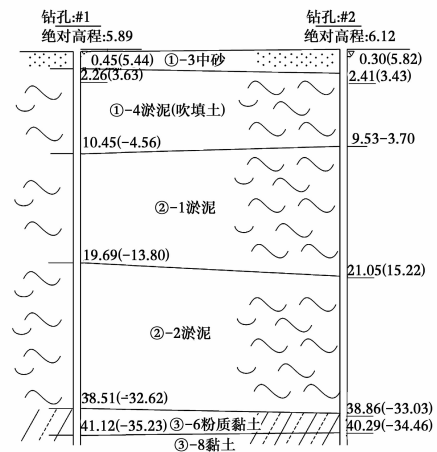 钻孔:#1
绝对高程:5.89
钻孔:#2
绝对高程:6.12
0.45(5.44)
①-3中砂
0.30(5.82)
2.26(3.63)
2.41(3.43)
①-4淤泥(吹填土)
10.45(-4.56)
9.53-3.70
②-1淤泥
19.69(-13.80)
21.05(15.22)
②-2淤泥
38.51(-32.62)
38.86(-33.03)
③-6粉质黏土
41.12(-35.23)
40.29(-34.46)
③-8黏土